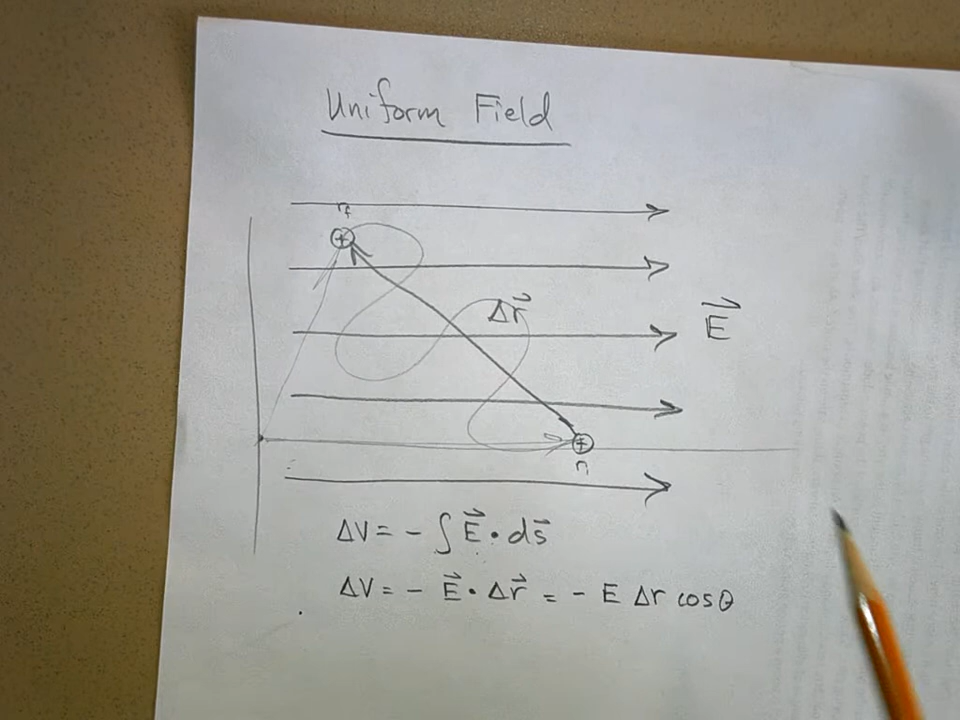 Uniform Field
r_f
+
Δr⃗
E⃗
+
r_i
ΔV = - ∫ E⃗ • ds⃗
ΔV = - E⃗ • Δr⃗ = - E Δr cosθ